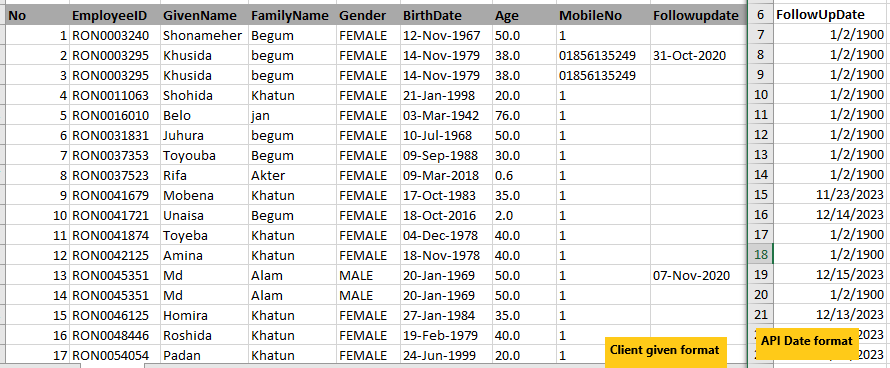 No EmployeeID GivenName FamilyName Gender BirthDate Age MobileNo Followupdate 6 FollowUpDate
1 RON0003240 Shonameher Begum FEMALE 12-Nov-1967 50.0 1 7 1/2/1900
2 RON0003295 Khusida begum FEMALE 14-Nov-1979 38.0 01856135249 31-Oct-2020 8 1/2/1900
3 RON0003295 Khusida begum FEMALE 14-Nov-1979 38.0 01856135249 9 1/2/1900
4 RON0011063 Shohida Khatun FEMALE 21-Jan-1998 20.0 1 10 1/2/1900
5 RON0016010 Belo jan FEMALE 03-Mar-1942 76.0 1 11 1/2/1900
6 RON0031831 Juhura begum FEMALE 10-Jul-1968 50.0 1 12 1/2/1900
7 RON0037353 Toyouba Begum FEMALE 09-Sep-1988 30.0 1 13 1/2/1900
8 RON0037523 Rifa Akter FEMALE 09-Mar-2018 0.6 1 14 1/2/1900
9 RON0041679 Mobena Khatun FEMALE 17-Oct-1983 35.0 1 15 11/23/2023
10 RON0041721 Unaisa Begum FEMALE 18-Oct-2016 2.0 1 16 12/14/2023
11 RON0041874 Toyeba Khatun FEMALE 04-Dec-1978 40.0 1 17 1/2/1900
12 RON0042125 Amina Khatun FEMALE 18-Nov-1978 40.0 1 18 1/2/1900
13 RON0045351 Md Alam MALE 20-Jan-1969 50.0 1 07-Nov-2020 19 12/15/2023
14 RON0045351 Md Alam MALE 20-Jan-1969 50.0 1 20 1/2/1900
15 RON0046125 Homira Khatun FEMALE 27-Jan-1984 35.0 1 21 12/13/2023
16 RON0048446 Roshida Khatun FEMALE 19-Feb-1979 40.0 1
17 RON0054054 Padan Khatun FEMALE 24-Jun-1999 20.0 1
Client given format
API Date format